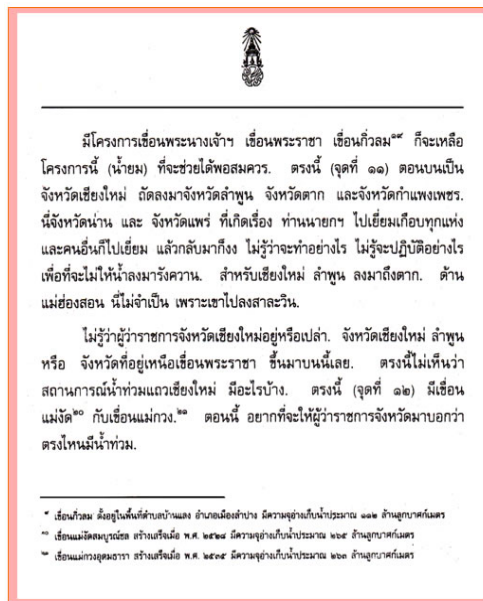 มีโครงการเขื่อนพระนางเจ้าฯ เขื่อนพระราชา เขื่อนกิ่วลม๑๙ ก็จะเหลือ
โครงการนี้ (น้ำยม) ที่จะช่วยได้พอสมควร. ตรงนี้ (จุดที่ ๑๑) ตอนบนเป็น
จังหวัดเชียงใหม่ ถัดลงมาจังหวัดลำพูน จังหวัดตาก และจังหวัดกำแพงเพชร.
นี่จังหวัดน่าน และ จังหวัดแพร่ ที่เกิดเรื่อง ท่านนายกฯ ไปเยี่ยมเกือบทุกแห่ง
และคนอื่นก็ไปเยี่ยม แล้วกลับมาก็งง ไม่รู้ว่าจะทำอย่างไร ไม่รู้จะปฏิบัติอย่างไร
เพื่อที่จะไม่ให้น้ำลงมารังควาน. สำหรับเชียงใหม่ ลำพูน ลงมาถึงตาก. ด้าน
แม่ฮ่องสอน นี่ไม่จำเป็น เพราะเขาไปลงสาละวิน.
ไม่รู้ว่าผู้ว่าราชการจังหวัดเชียงใหม่อยู่หรือเปล่า. จังหวัดเชียงใหม่ ลำพูน
หรือ จังหวัดที่อยู่เหนือเขื่อนพระราชา ขึ้นมาบนนี้เลย. ตรงนี้ไม่เห็นว่า
สถานการณ์น้ำท่วมแถวเชียงใหม่ มีอะไรบ้าง. ตรงนี้ (จุดที่ ๑๒) มีเขื่อน
แม่งัด๒๐ กับเขื่อนแม่กวง.๒๑ ตอนนี้ อยากที่จะให้ผู้ว่าราชการจังหวัดมาบอกว่า
ตรงไหนมีน้ำท่วม.
เขื่อนกิ่วลม ตั้งอยู่ในพื้นที่ตำบลบ้านแลง อำเภอเมืองลำปาง มีความจุอ่างเก็บน้ำประมาณ ๑๑๒ ล้านลูกบาศก์เมตร
๒๐ เขื่อนแม่งัดสมบูรณ์ชล สร้างเสร็จเมื่อ พ.ศ. ๒๕๒๘ มีความจุอ่างเก็บน้ำประมาณ ๒๖๕ ล้านลูกบาศก์เมตร
๒๑ เขื่อนแม่กวงอุดมธารา สร้างเสร็จเมื่อ พ.ศ. ๒๕๓๕ มีความจุอ่างเก็บน้ำประมาณ ๒๖๓ ล้านลูกบาศก์เมตร